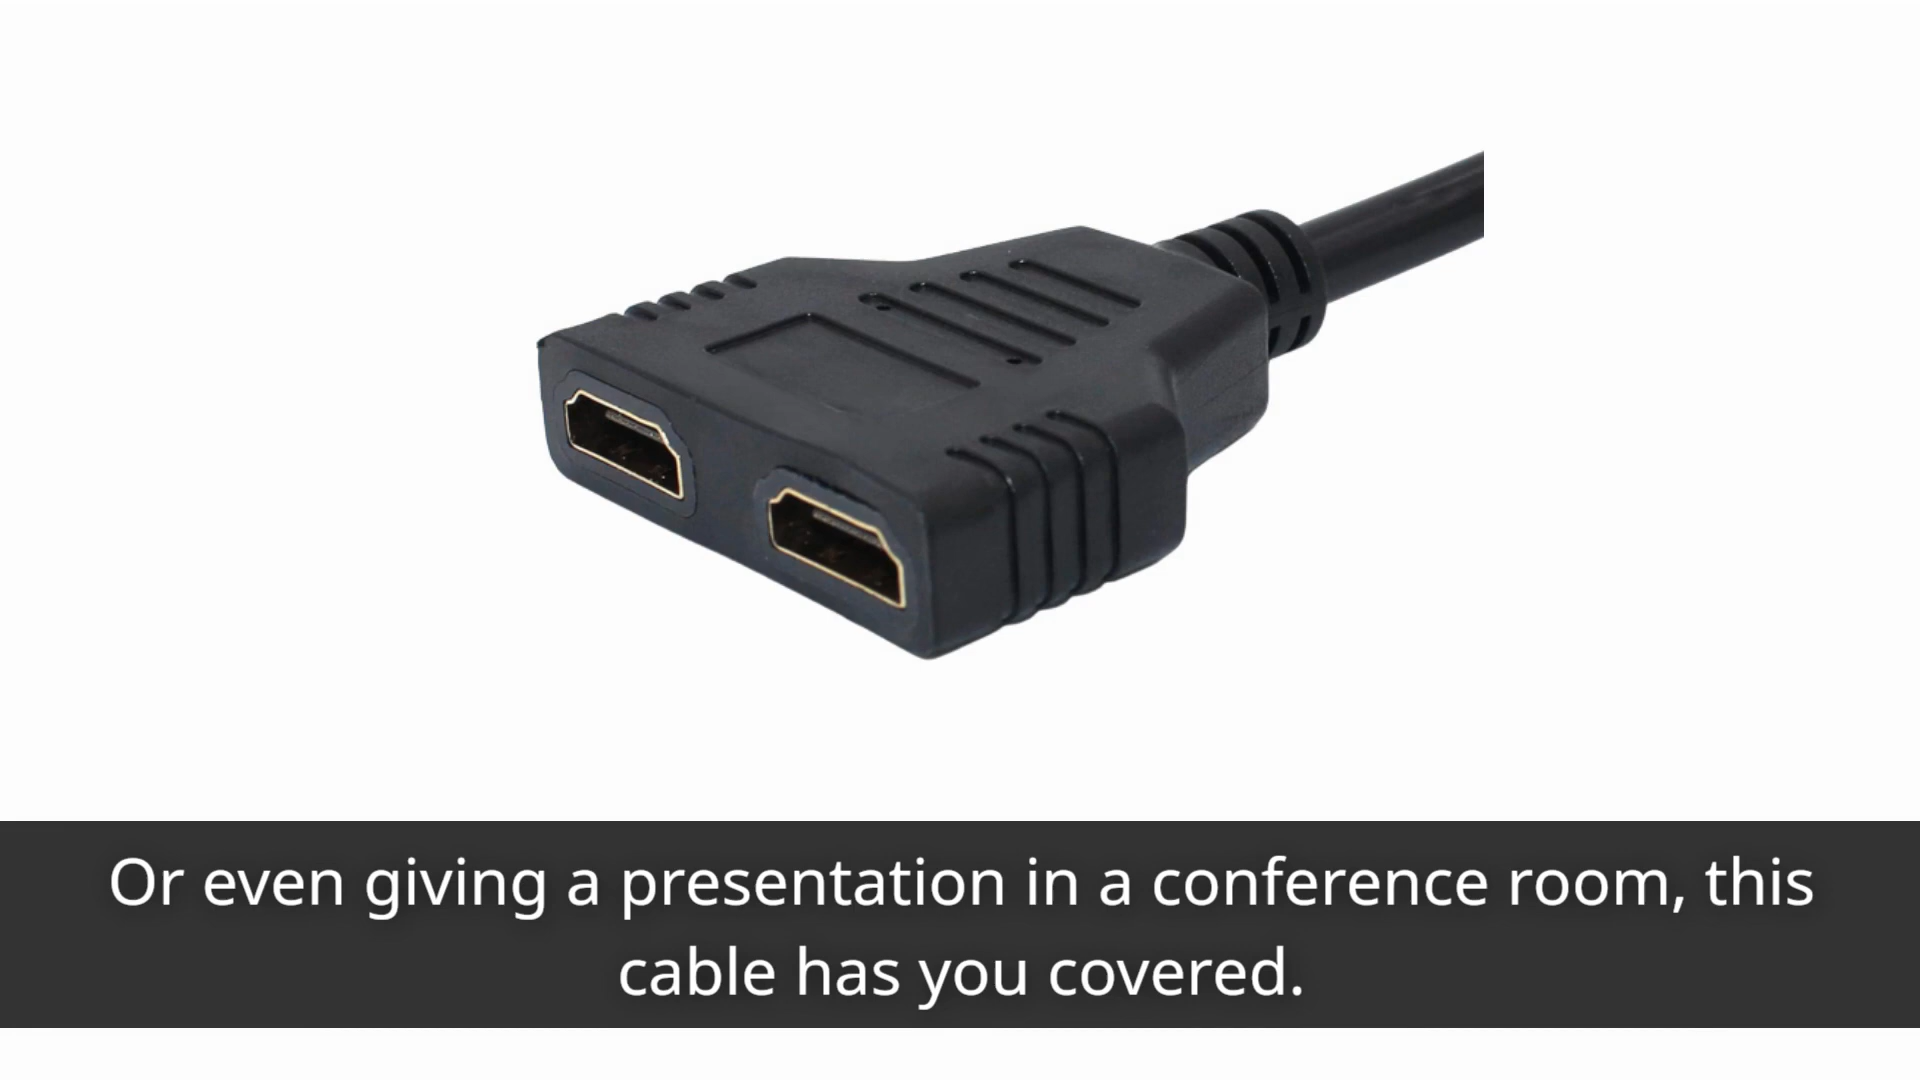 Or even giving a presentation in a conference room, this
cable has you covered.